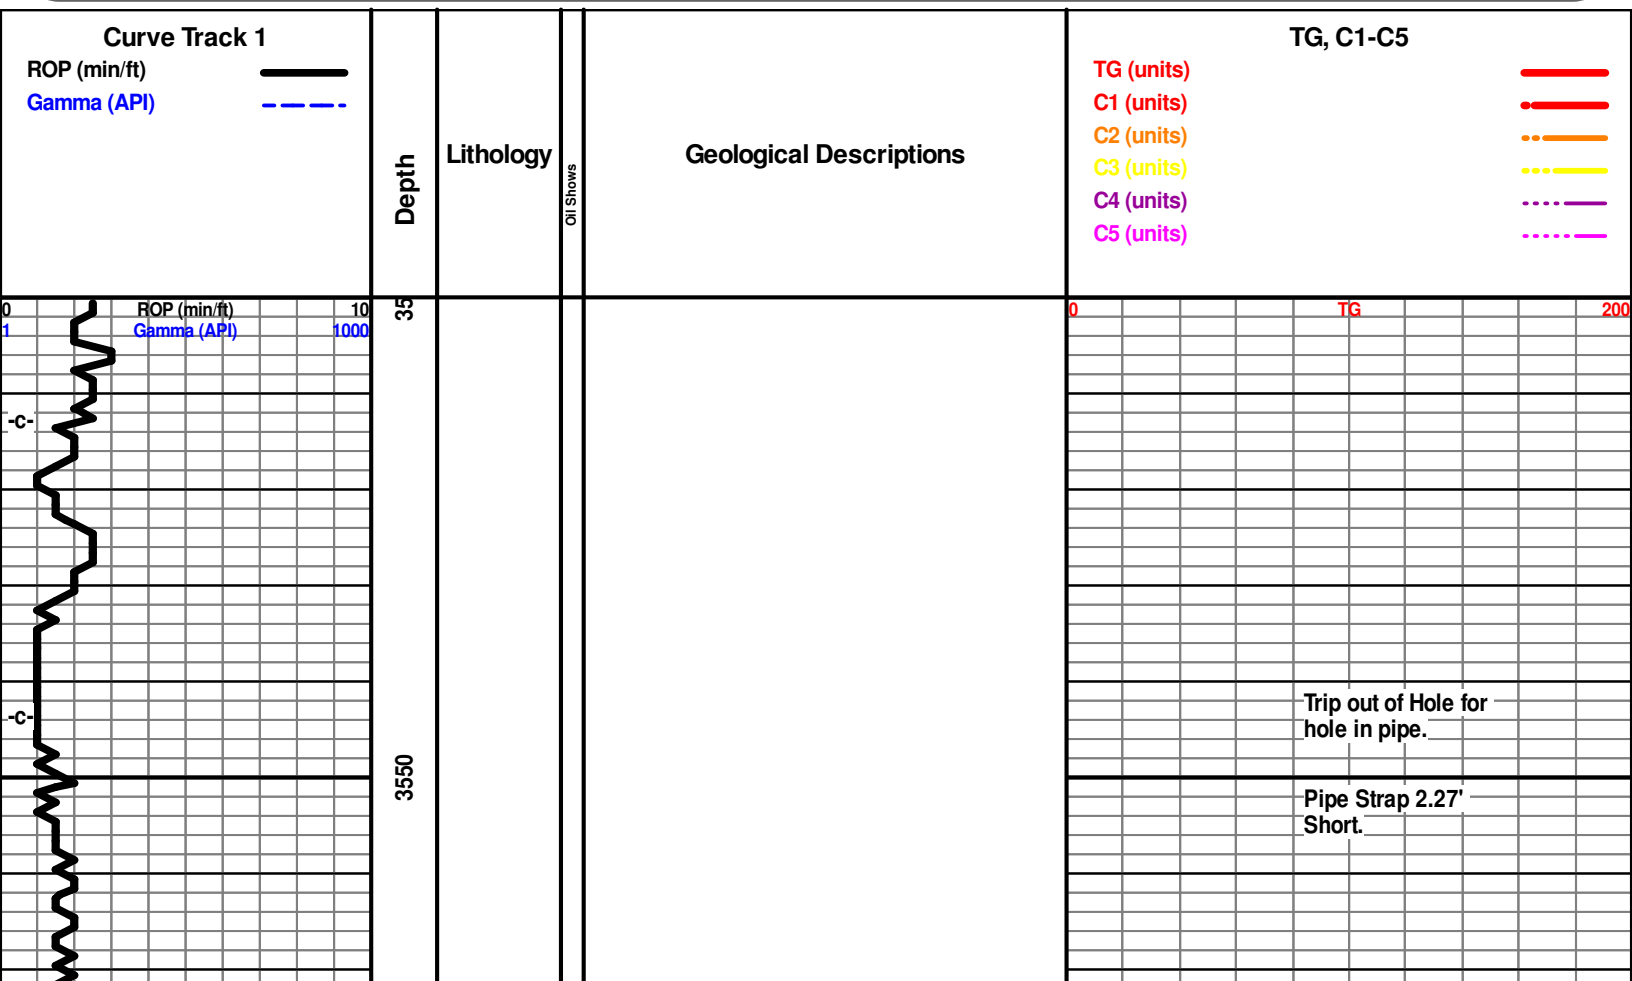 Curve Track 1
ROP (min/ft)
Gamma (API)
Depth
Lithology
Oil Shows
Geological Descriptions
TG, C1-C5
TG (units)
C1 (units)
C2 (units)
C3 (units)
C4 (units)
C5 (units)
0 ROP (min/ft) 10
1 Gamma (API) 1000
35
0 TG 200
-c-
-c-
Trip out of Hole for
hole in pipe.
3550
Pipe Strap 2.27'
Short.